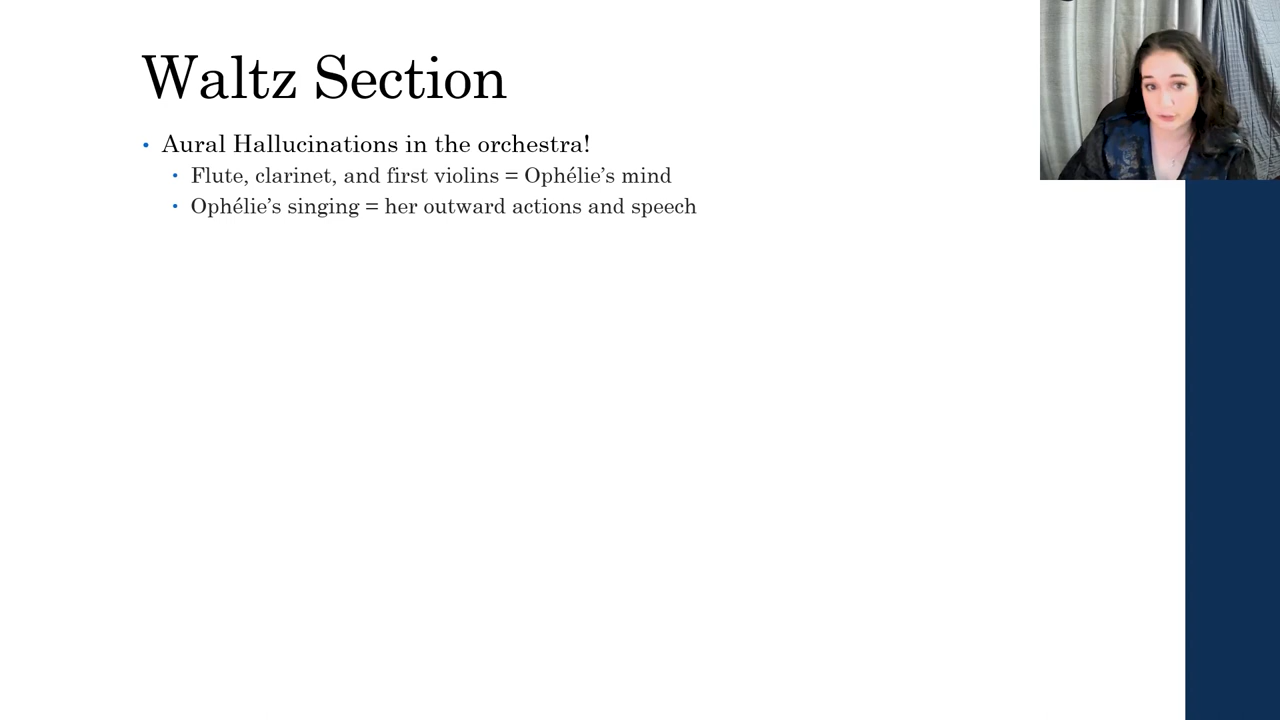 Waltz Section
• Aural Hallucinations in the orchestra!
• Flute, clarinet, and first violins = Ophélie’s mind
• Ophélie’s singing = her outward actions and speech